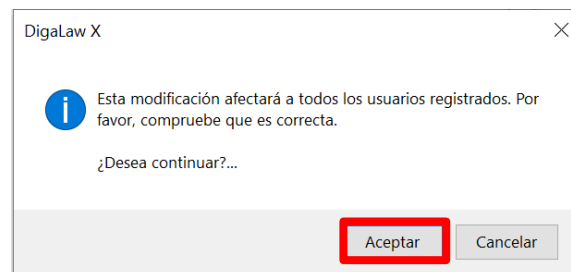 DigaLaw X
Esta modificación afectará a todos los usuarios registrados. Por
favor, compruebe que es correcta.
¿Desea continuar?...
Aceptar
Cancelar